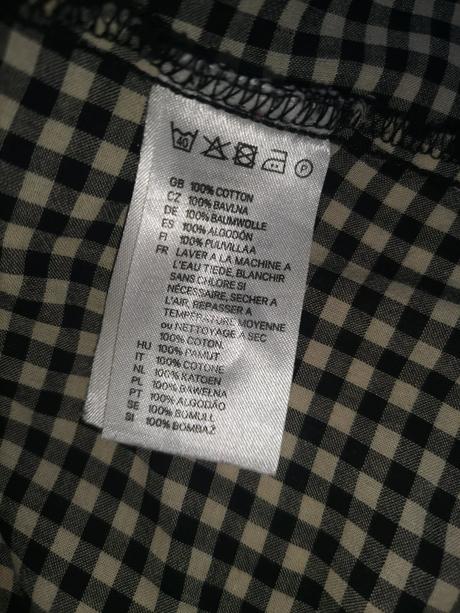 40
P
GB 100% COTTON
CZ 100% BAVLNA
DE 100% BAUMWOLLE
ES 100% ALGODÓN
FI 100% PUUVILLAA
FR LAVER A LA MACHINE A
L'EAU TIEDE, BLANCHIR
SANS CHLORE SI
NÉCESSAIRE, SECHER A
L'AIR, REPASSER A
TEMPÉRATURE MOYENNE
ou NETTOYAGE A SEC
100% COTON.
HU 100% PAMUT
IT 100% COTONE
NL 100% KATOEN
PL 100% BAWEŁNA
PT 100% ALGODÃO
SE 100% BOMULL
SI 100% BOMBAŽ